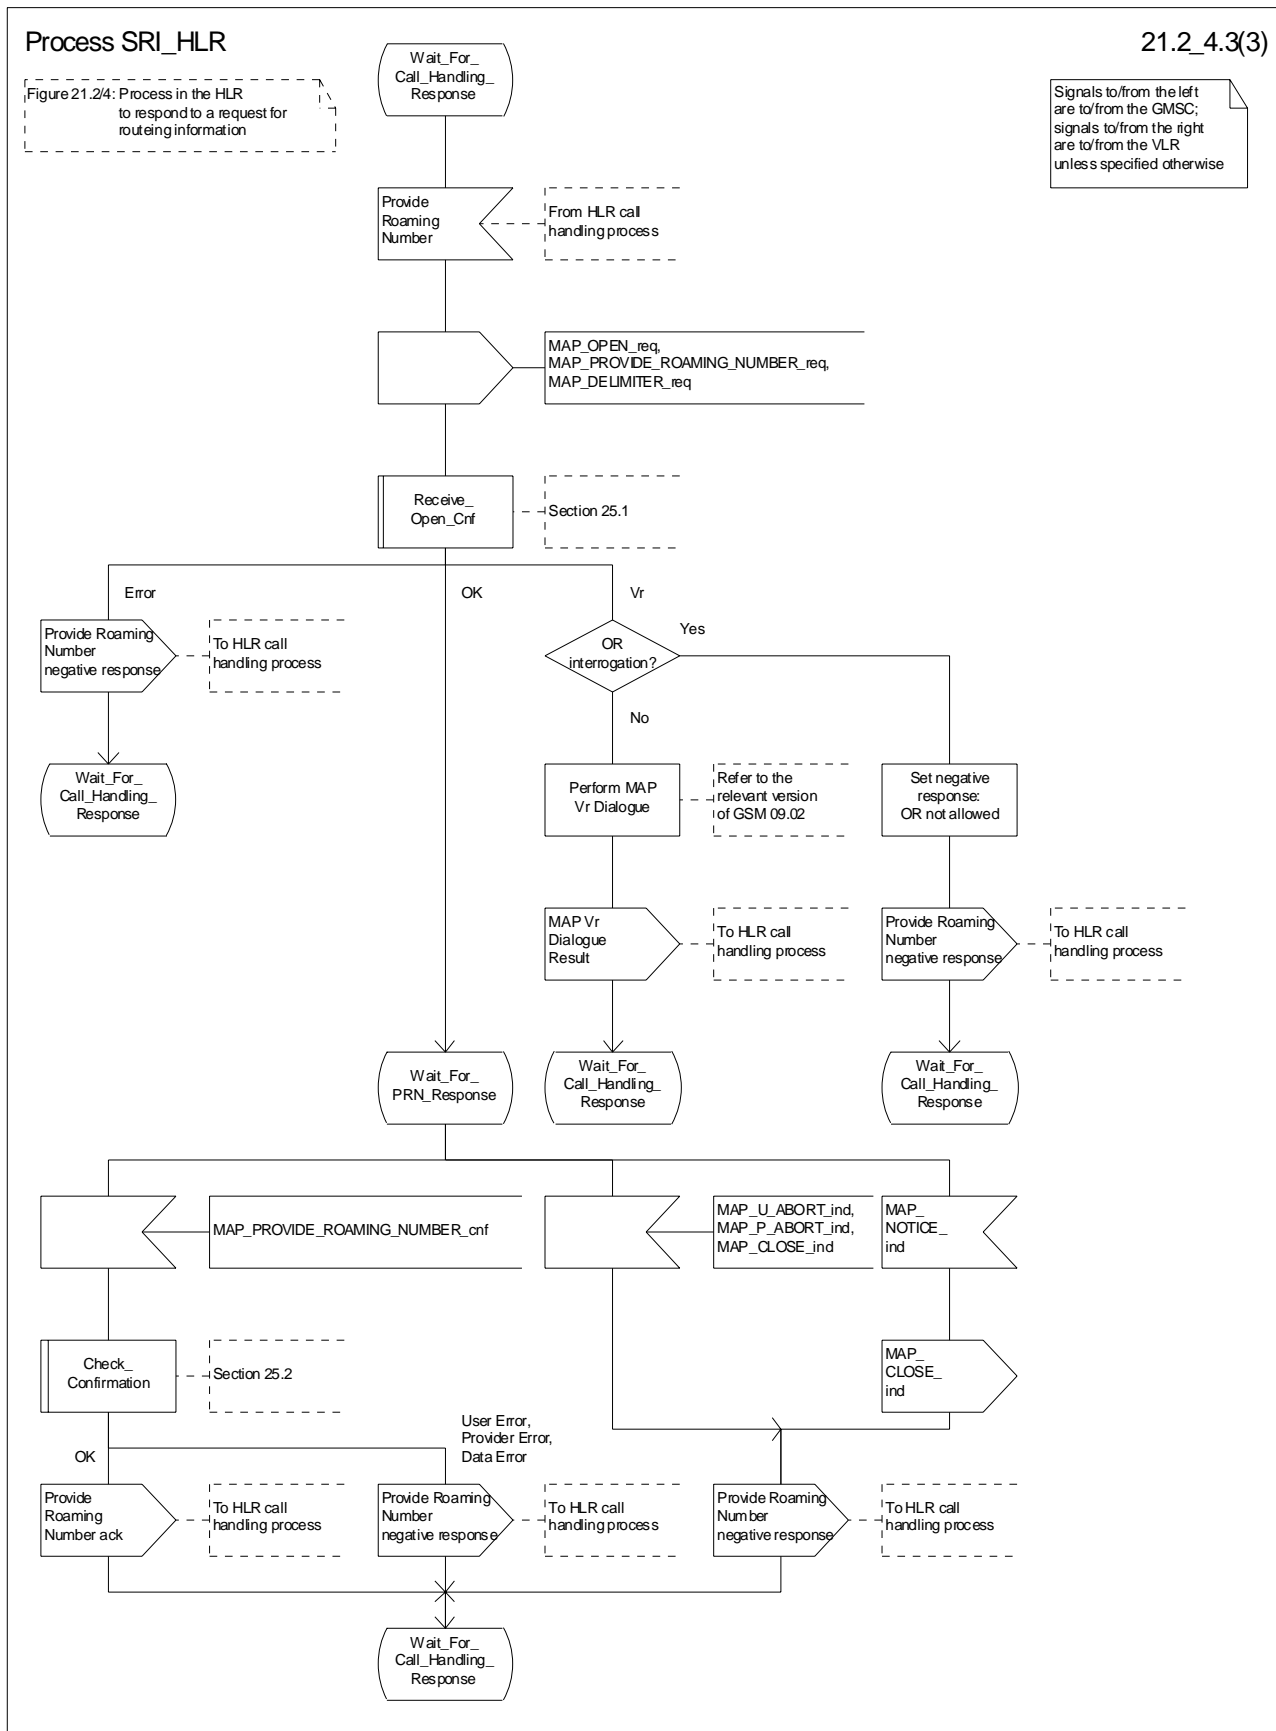 Process SRI_HLR
21.2_4.3(3)
Figure 21.2/4: Process in the HLR
to respond to a request for
routeing information
Signals to/from the left
are to/from the GMSC;
signals to/from the right
are to/from the VLR
unless specified otherwise
Wait_For_
Call_Handling_
Response
Provide
Roaming
Number
From HLR call
handling process
MAP_OPEN_req,
MAP_PROVIDE_ROAMING_NUMBER_req,
MAP_DELIMITER_req
Receive_
Open_Cnf
Section 25.1
Error
OK
Vr
Provide Roaming
Number
negative response
To HLR call
handling process
OR
interrogation?
Yes
No
Wait_For_
Call_Handling_
Response
Perform MAP
Vr Dialogue
Refer to the
relevant version
of GSM 09.02
Set negative
response:
OR not allowed
MAP Vr
Dialogue
Result
To HLR call
handling process
Provide Roaming
Number
negative response
To HLR call
handling process
Wait_For_
PRN_Response
Wait_For_
Call_Handling_
Response
Wait_For_
Call_Handling_
Response
MAP_PROVIDE_ROAMING_NUMBER_cnf
MAP_U_ABORT_ind,
MAP_P_ABORT_ind,
MAP_CLOSE_ind
MAP_
NOTICE_
ind
Check_
Confirmation
Section 25.2
MAP_
CLOSE_
ind
OK
User Error,
Provider Error,
Data Error
Provide
Roaming
Number ack
To HLR call
handling process
Provide Roaming
Number
negative response
To HLR call
handling process
Provide Roaming
Number
negative response
To HLR call
handling process
Wait_For_
Call_Handling_
Response